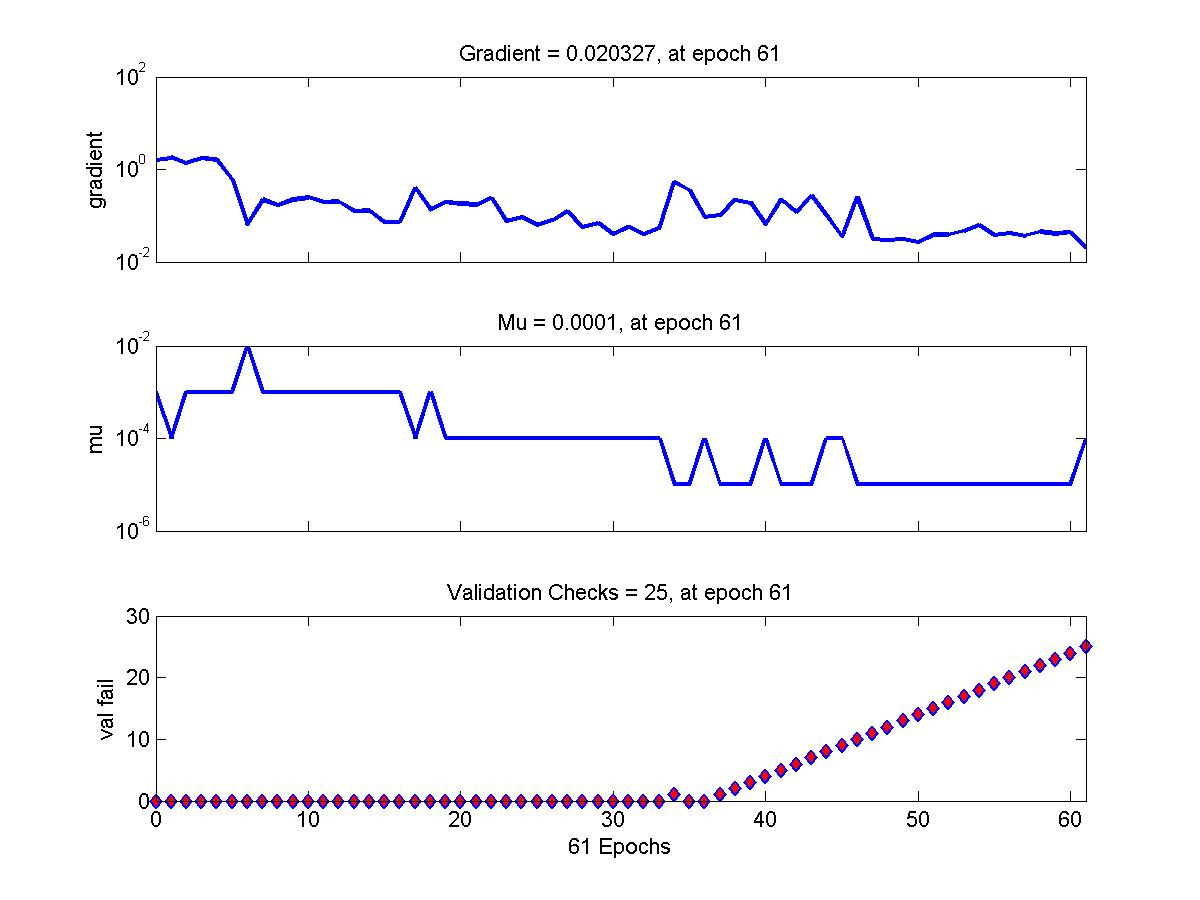 Gradient = 0.020327, at epoch 61
10^2
10^0
10^-2
gradient
Mu = 0.0001, at epoch 61
10^-2
10^-4
10^-6
mu
Validation Checks = 25, at epoch 61
30
20
10
0
val fail
0 10 20 30 40 50 60
61 Epochs